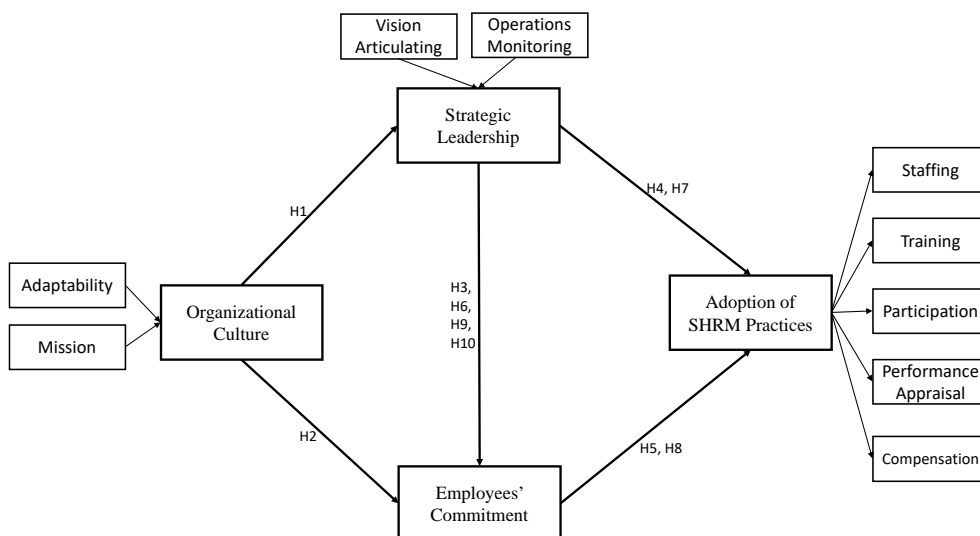 Vision
Articulating
Operations
Monitoring
Strategic
Leadership
H4, H7
Staffing
H1
Training
Adaptability
H3,
H6,
H9,
H10
Organizational
Culture
Adoption of
SHRM Practices
Participation
Mission
Performance
Appraisal
H2
H5, H8
Compensation
Employees’
Commitment